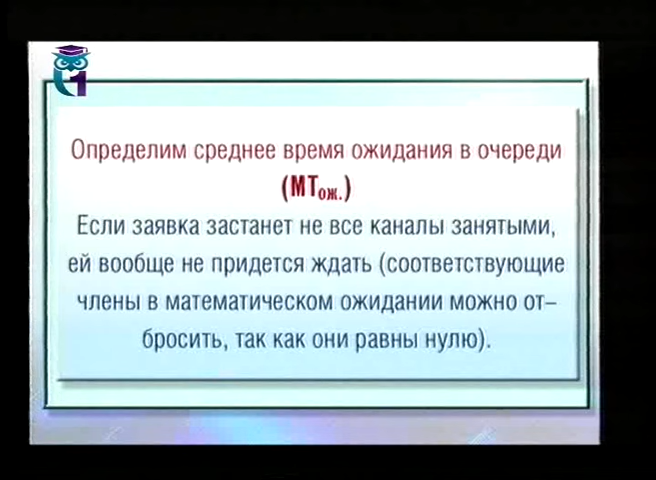 1
Определим среднее время ожидания в очереди
(МТож.)
Если заявка застанет не все каналы занятыми,
ей вообще не придется ждать (соответствующие
члены в математическом ожидании можно от–
бросить, так как они равны нулю).